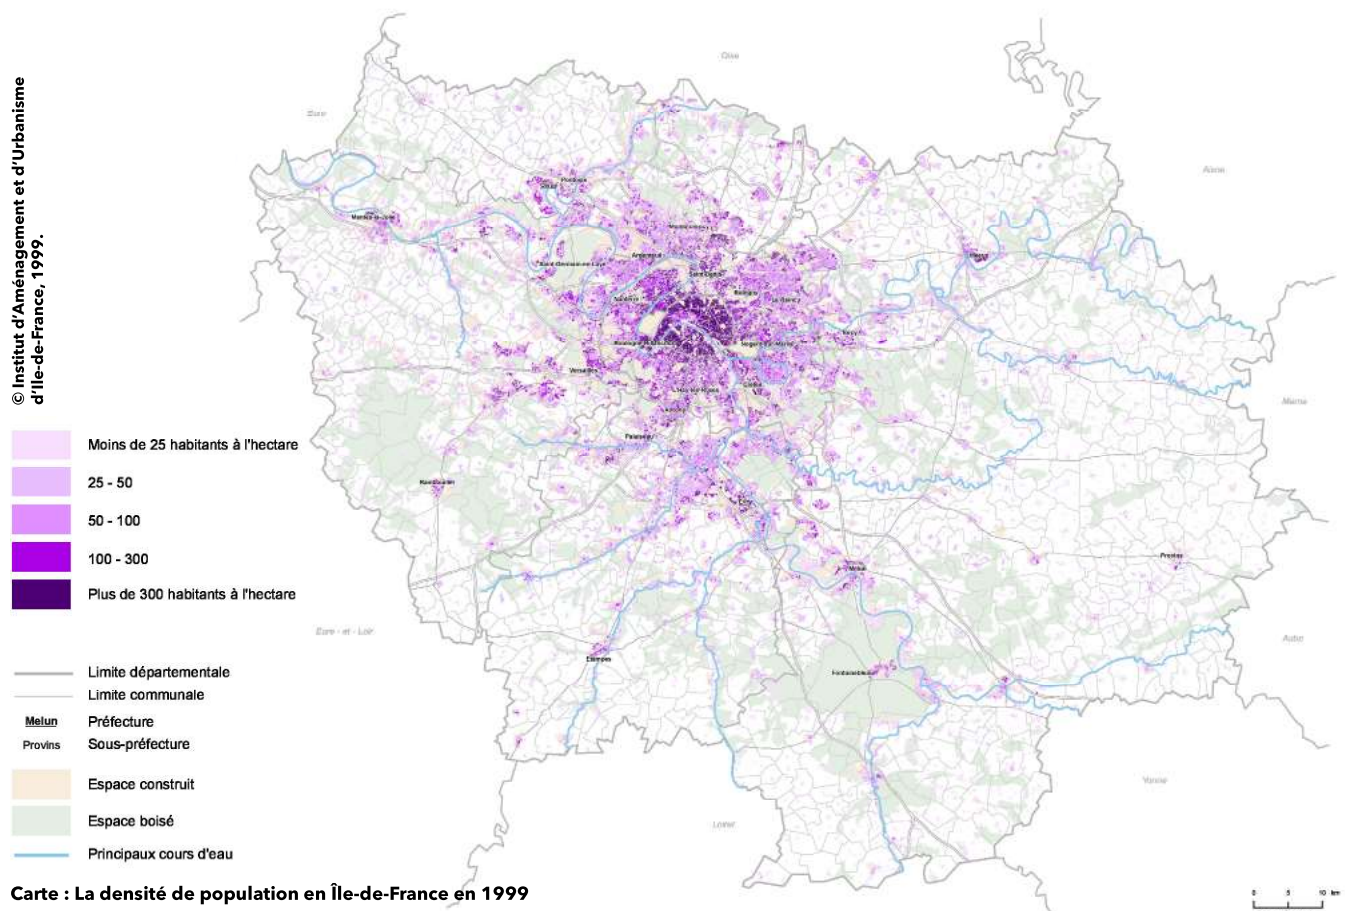 © Institut d'Aménagement et d'Urbanisme
d'Ile-de-France, 1999.
Oise
Eure
Aisne
Pontoise
Mantes-la-Jolie
Montmorency
Argenteuil
Saint-Germain-en-Laye
Saint-Denis
Meaux
Bobigny
Le Raincy
Nanterre
Torcy
Boulogne-Billancourt
Nogent-sur-Marne
Versailles
Créteil
L'Haÿ-les-Roses
Antony
Marne
Palaiseau
Rambouillet
Evry
Provins
Melun
Eure - et - Loir
Aube
Etampes
Fontainebleau
Yonne
Loiret
Moins de 25 habitants à l'hectare
25 - 50
50 - 100
100 - 300
Plus de 300 habitants à l'hectare
Limite départementale
Limite communale
Melun Préfecture
Provins Sous-préfecture
Espace construit
Espace boisé
Principaux cours d'eau
Carte : La densité de population en Île-de-France en 1999
0 5 10 km